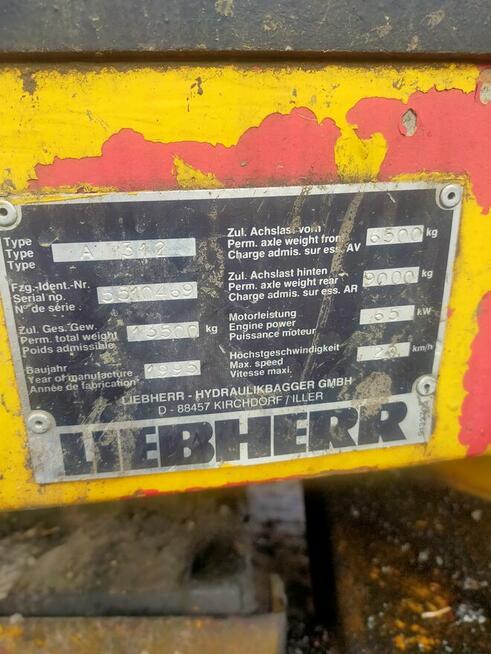 Type
Type
Type
A 312
Fzg.-Ident.-Nr.
Serial no.
N° de série
5510469
Zul. Ges. Gew.
Perm. total weight
Poids admissible
13500 kg
Baujahr
Year of manufacture
Année de fabrication
1995
Zul. Achslast vorn
Perm. axle weight front
Charge admis. sur ess. AV
6500 kg
Zul. Achslast hinten
Perm. axle weight rear
Charge admis. sur ess. AR
9000 kg
Motorleistung
Engine power
Puissance moteur
65 kW
Höchstgeschwindigkeit
Max. speed
Vitesse maxi.
km/h
LIEBHERR - HYDRAULIKBAGGER GMBH
D - 88457 KIRCHDORF/ILLER
LIEBHERR